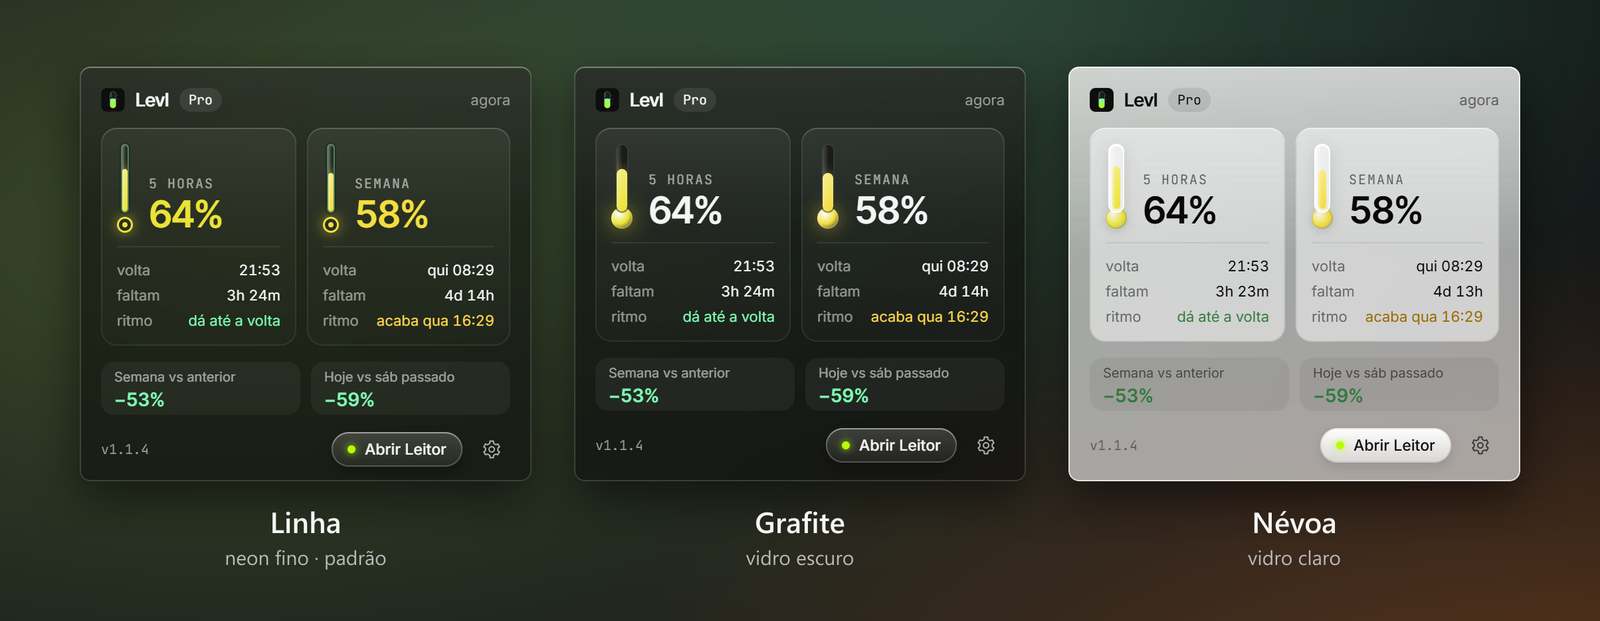 Levl Pro agora
5 HORAS
64%
volta 21:53
faltam 3h 24m
ritmo dá até a volta
SEMANA
58%
volta qui 08:29
faltam 4d 14h
ritmo acaba qua 16:29
Semana vs anterior
−53%
Hoje vs sáb passado
−59%
v1.1.4 Abrir Leitor
Linha
neon fino · padrão
Levl Pro agora
5 HORAS
64%
volta 21:53
faltam 3h 24m
ritmo dá até a volta
SEMANA
58%
volta qui 08:29
faltam 4d 14h
ritmo acaba qua 16:29
Semana vs anterior
−53%
Hoje vs sáb passado
−59%
v1.1.4 Abrir Leitor
Grafite
vidro escuro
Levl Pro agora
5 HORAS
64%
volta 21:53
faltam 3h 23m
ritmo dá até a volta
SEMANA
58%
volta qui 08:29
faltam 4d 13h
ritmo acaba qua 16:29
Semana vs anterior
−53%
Hoje vs sáb passado
−59%
v1.1.4 Abrir Leitor
Névoa
vidro claro